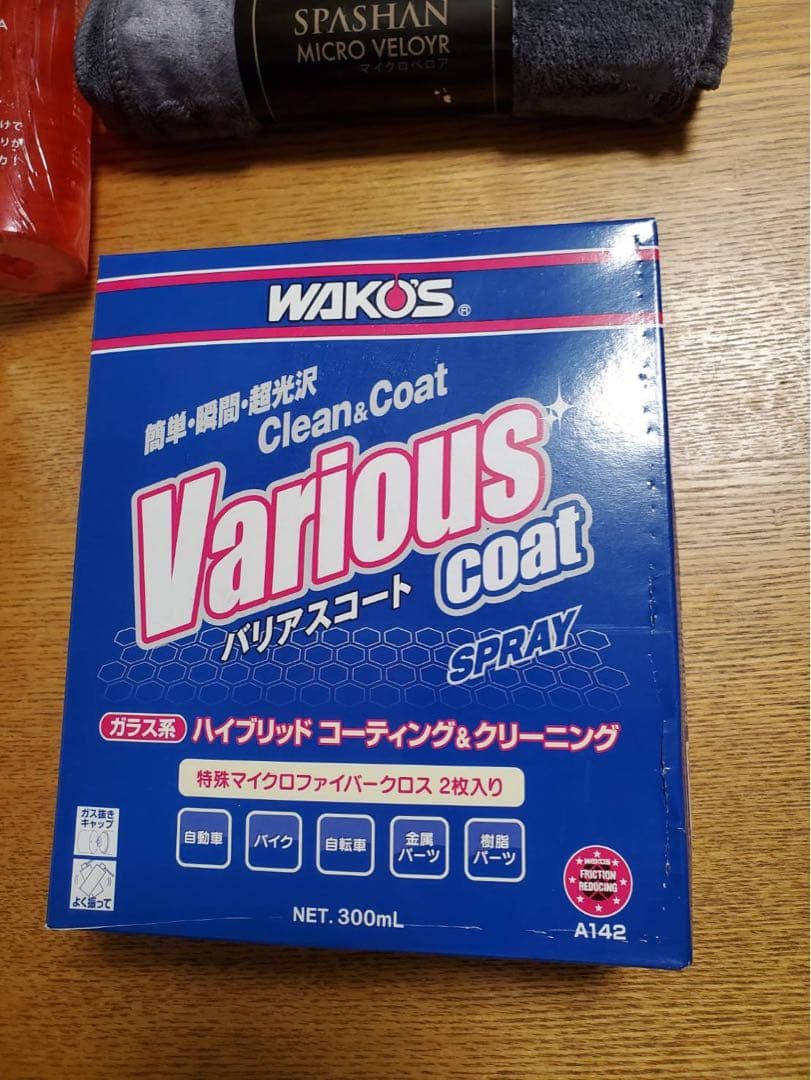 A
けで
りが
カ!
SPASHAN
MICRO VELOYR
マイクロベロア
WAKO'S®
簡単・瞬間・超光沢
Clean&Coat
Various
coat
バリアスコート
SPRAY
ガラス系 ハイブリッド コーティング&クリーニング
特殊マイクロファイバークロス 2枚入り
ガス抜き
キャップ
よく振って
自動車
バイク
自転車
金属
パーツ
樹脂
パーツ
WAKO'S
FRICTION
REDUCING
NET. 300mL
A142